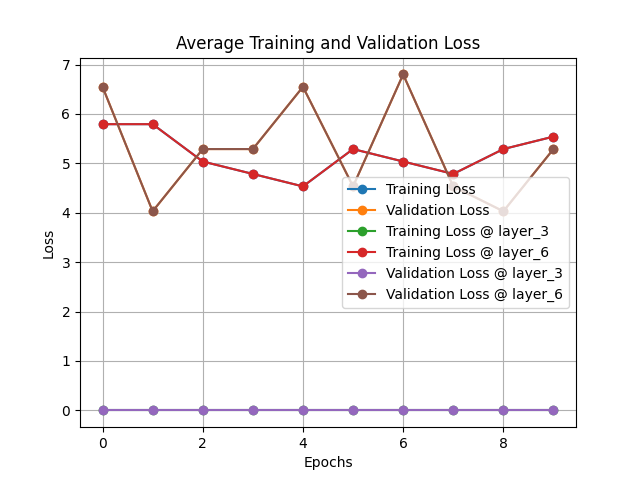 Average Training and Validation Loss
7
6
5
4
3
2
1
0
Loss
Training Loss
Validation Loss
Training Loss @ layer_3
Training Loss @ layer_6
Validation Loss @ layer_3
Validation Loss @ layer_6
0 2 4 6 8
Epochs